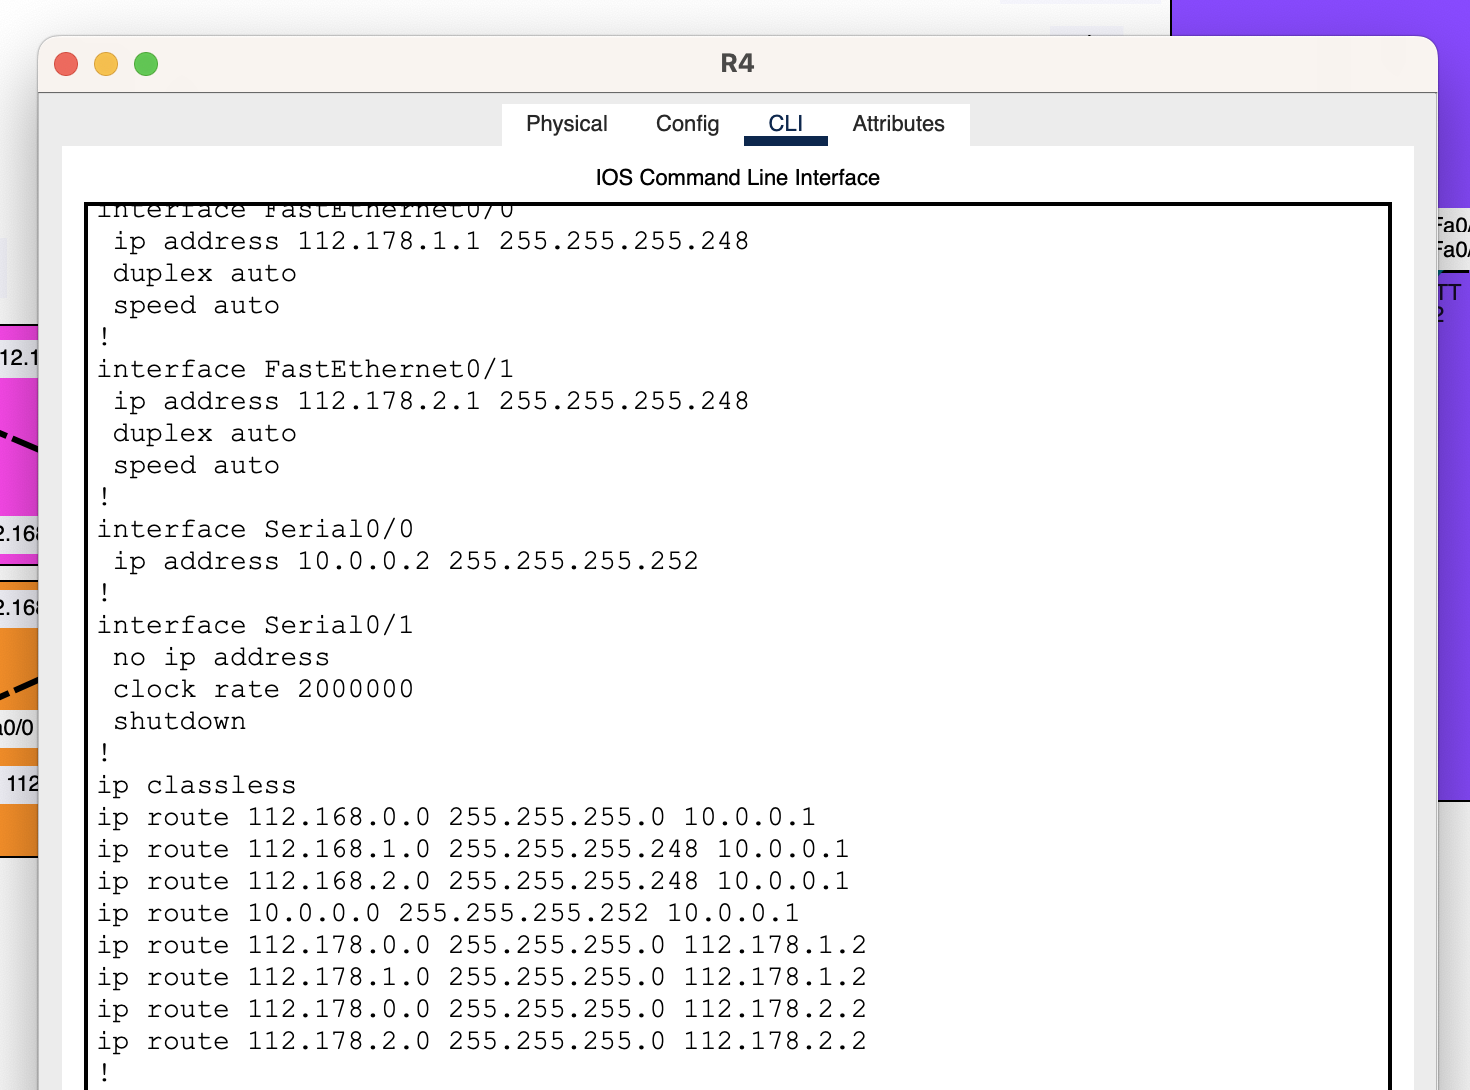 R4
Physical Config CLI Attributes
IOS Command Line Interface
interface FastEthernet0/0
ip address 112.178.1.1 255.255.255.248
duplex auto
speed auto
!
interface FastEthernet0/1
ip address 112.178.2.1 255.255.255.248
duplex auto
speed auto
!
interface Serial0/0
ip address 10.0.0.2 255.255.255.252
!
interface Serial0/1
no ip address
clock rate 2000000
shutdown
!
ip classless
ip route 112.168.0.0 255.255.255.0 10.0.0.1
ip route 112.168.1.0 255.255.255.248 10.0.0.1
ip route 112.168.2.0 255.255.255.248 10.0.0.1
ip route 10.0.0.0 255.255.255.252 10.0.0.1
ip route 112.178.0.0 255.255.255.0 112.178.1.2
ip route 112.178.1.0 255.255.255.0 112.178.1.2
ip route 112.178.0.0 255.255.255.0 112.178.2.2
ip route 112.178.2.0 255.255.255.0 112.178.2.2
!
12.1
2.168
2.168
a0/0
112
Fa0/
Fa0/
TT
2